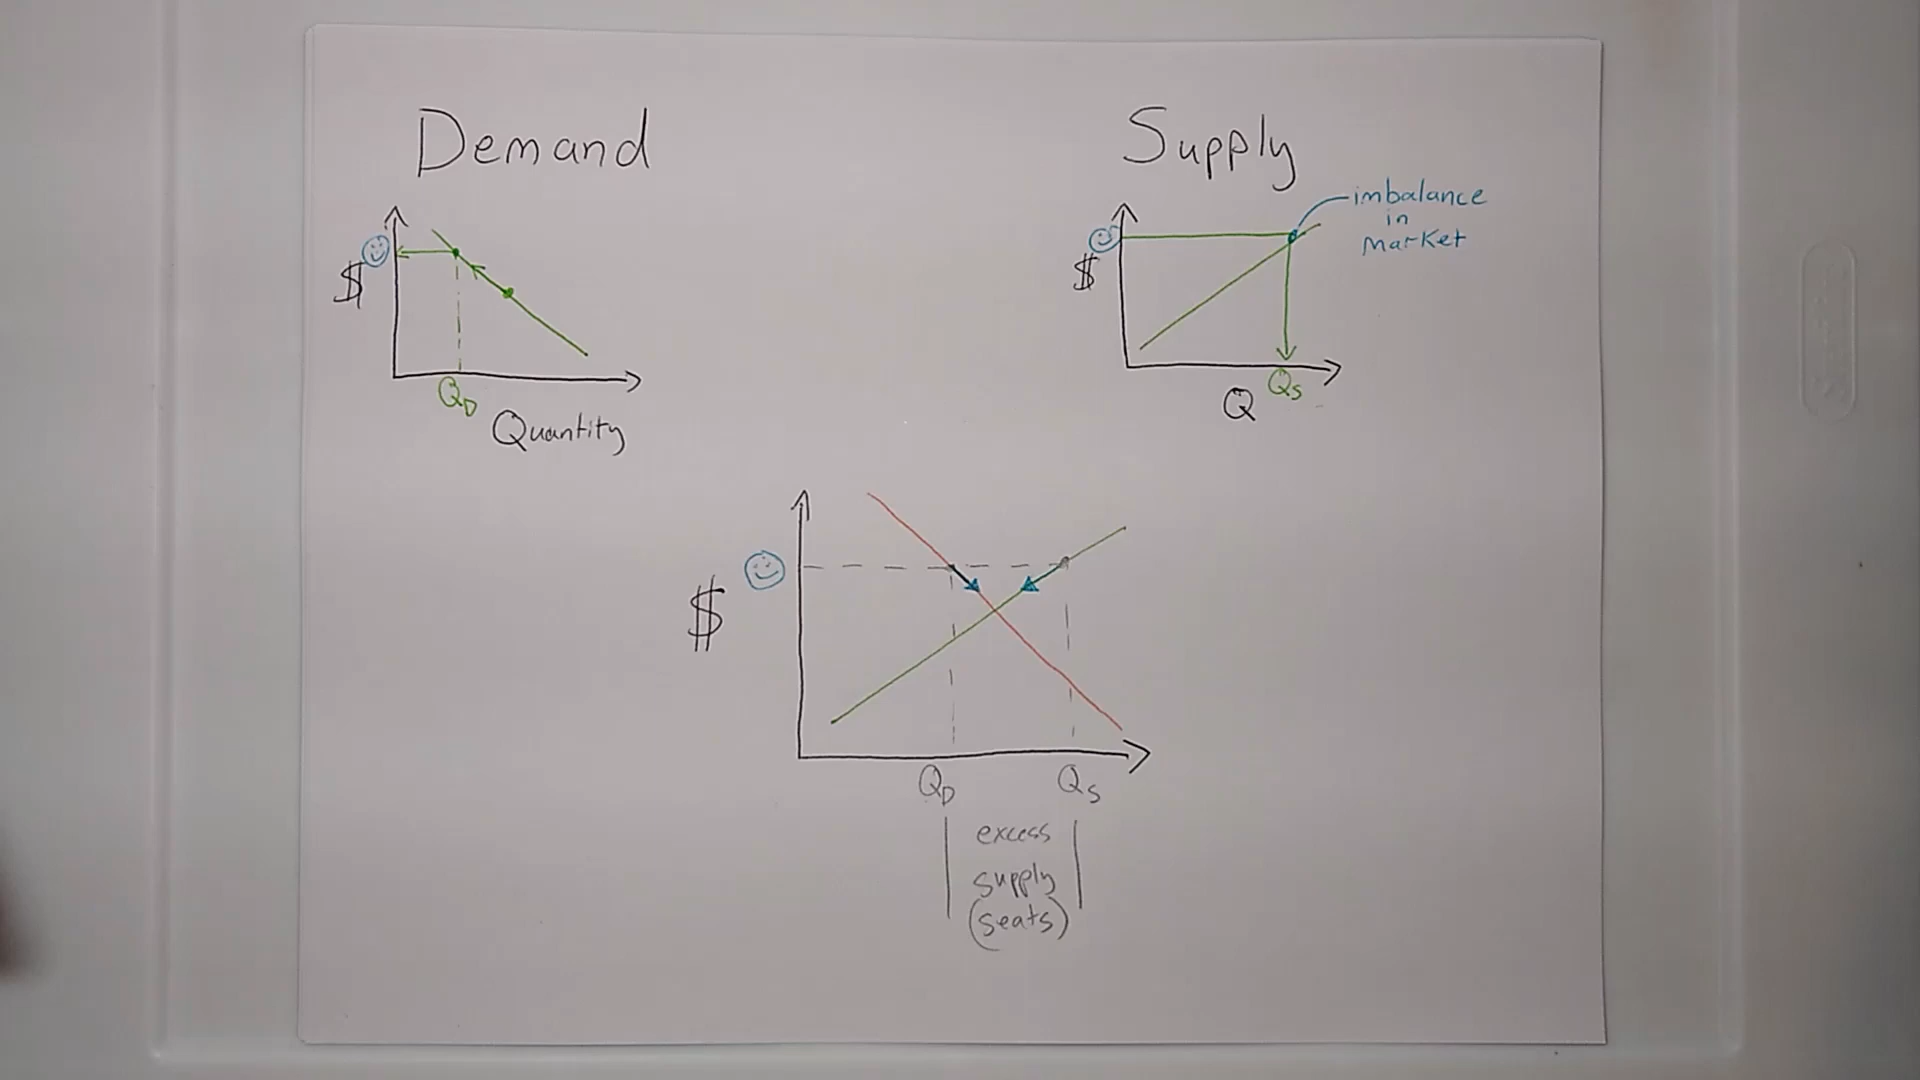 Demand
Supply
imbalance
in
market
$
$
QD
Quantity
Q
Qs
$
QD
Qs
excess
supply
(seats)